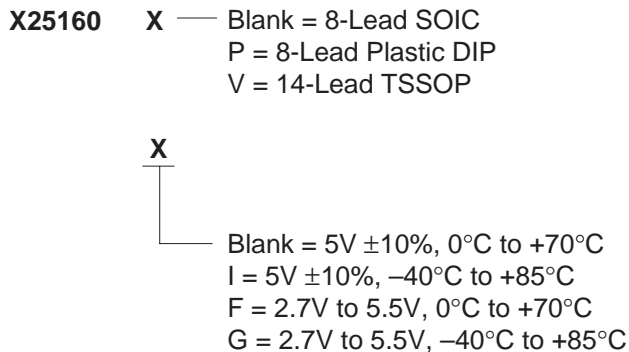 X25160 X Blank = 8-Lead SOIC
P = 8-Lead Plastic DIP
V = 14-Lead TSSOP
X
Blank = 5V ±10%, 0°C to +70°C
I = 5V ±10%, –40°C to +85°C
F = 2.7V to 5.5V, 0°C to +70°C
G = 2.7V to 5.5V, –40°C to +85°C